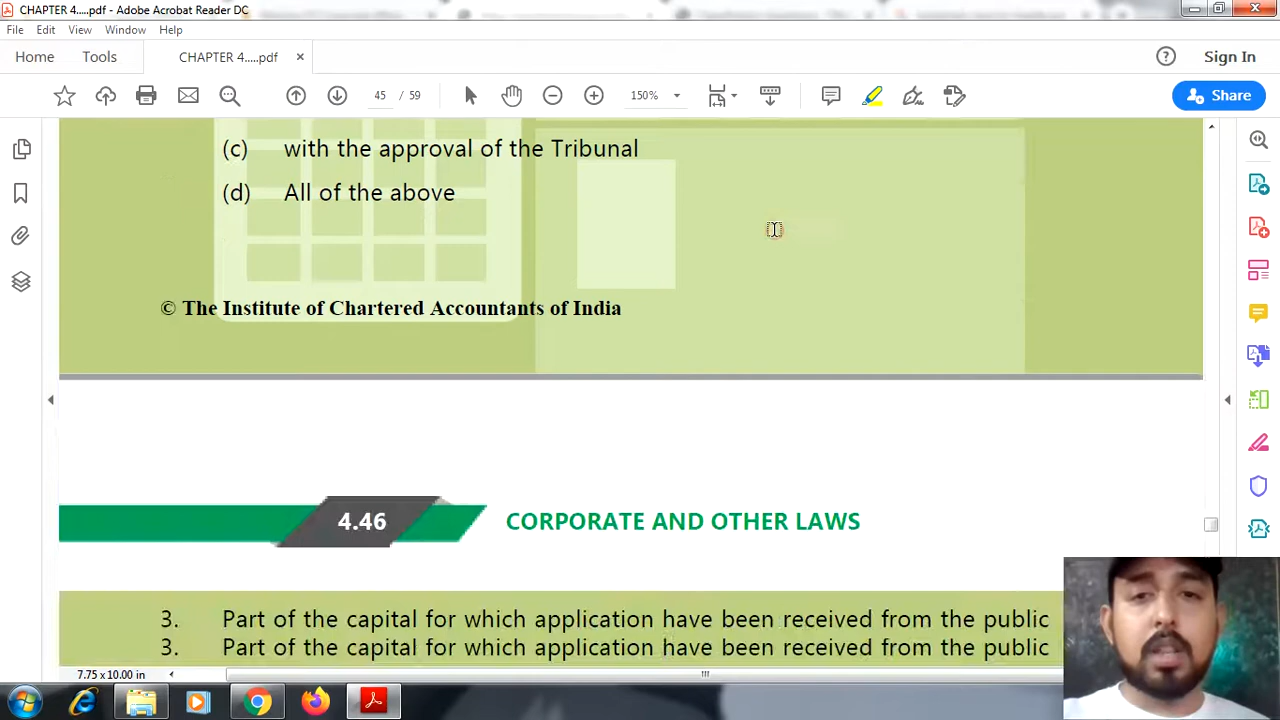 CHAPTER 4.....pdf - Adobe Acrobat Reader DC
File Edit View Window Help
Home Tools CHAPTER 4.....pdf × Sign In
45 / 59 150% Share
(c) with the approval of the Tribunal
(d) All of the above
© The Institute of Chartered Accountants of India
4.46 CORPORATE AND OTHER LAWS
3. Part of the capital for which application have been received from the public
3. Part of the capital for which application have been received from the public
7.75 x 10.00 in